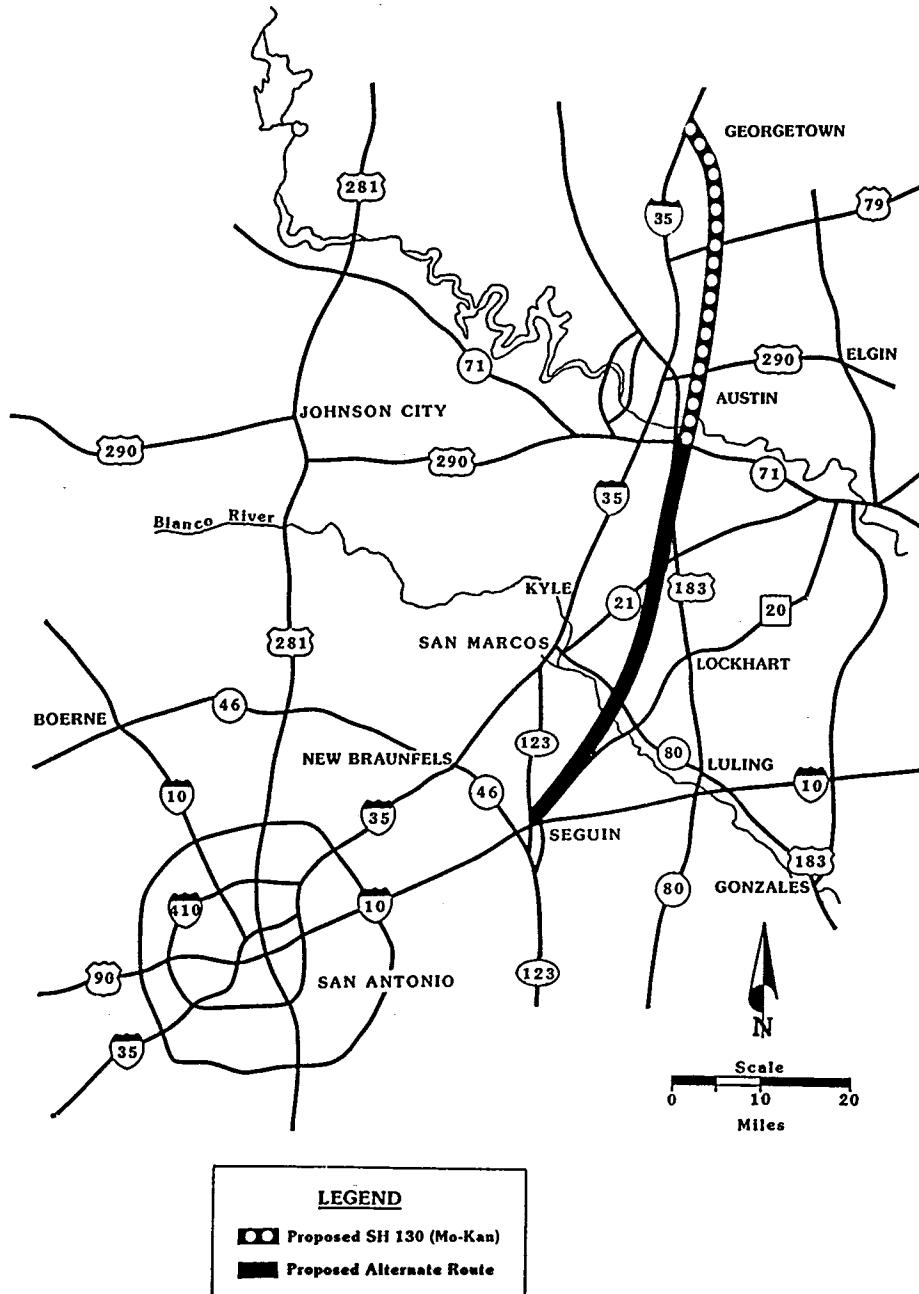 GEORGETOWN
281
79
35
290
ELGIN
71
AUSTIN
JOHNSON CITY
290
290
71
35
Blanco River
KYLE
183
21
20
281
SAN MARCOS
LOCKHART
46
BOERNE
123
80
NEW BRAUNFELS
LULING
10
46
10
35
SEGUIN
183
GONZALES
80
410
10
123
90
SAN ANTONIO
N
35
Scale
0 10 20
Miles
LEGEND
Proposed SH 130 (Mo-Kan)
Proposed Alternate Route